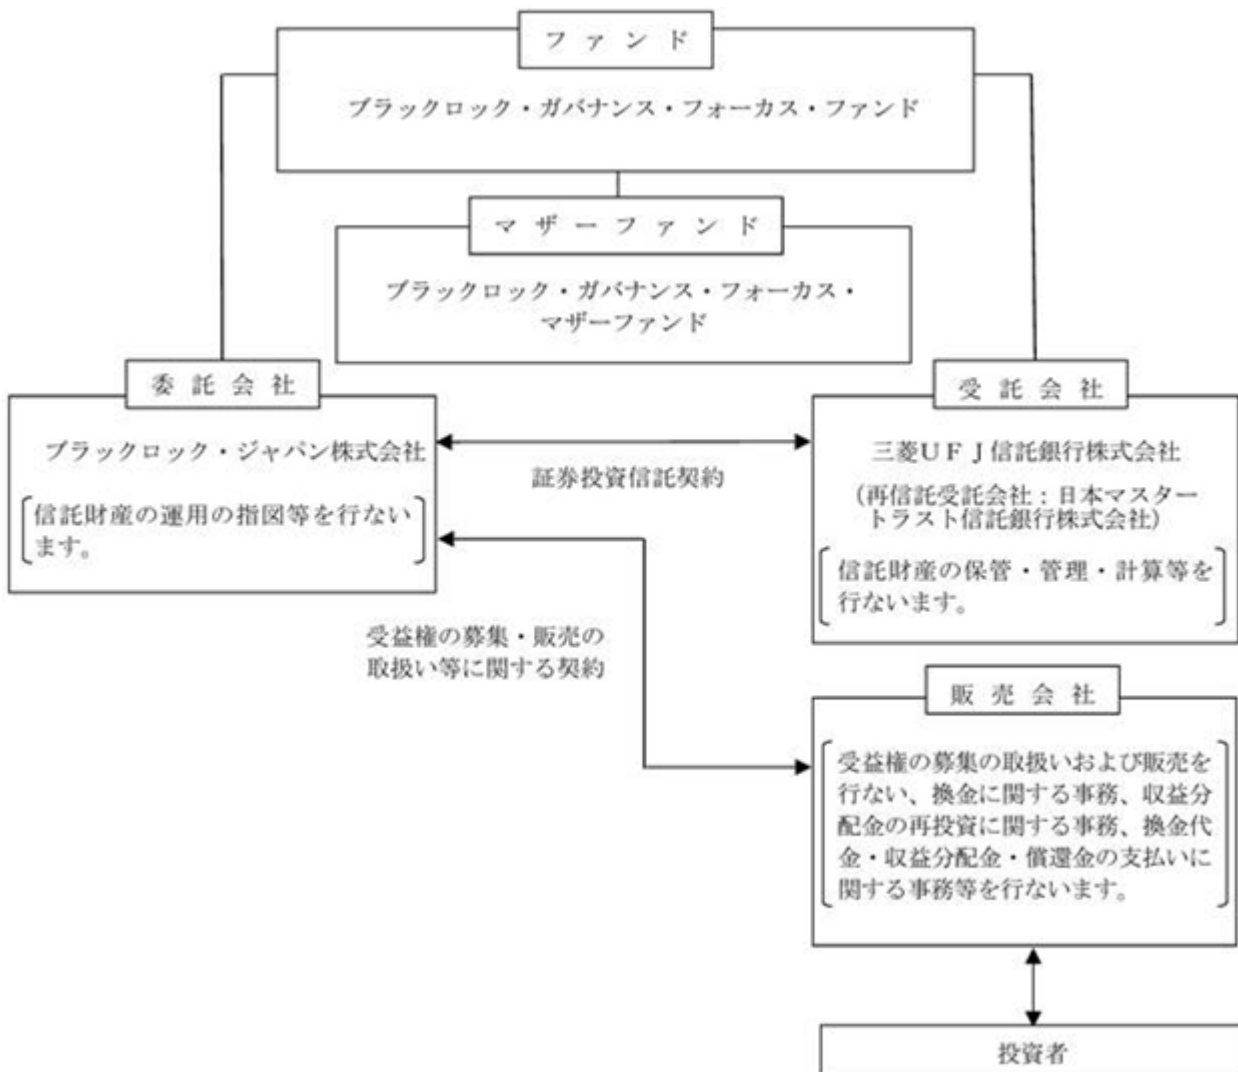 ファンド
ブラックロック・ガバナンス・フォーカス・ファンド
マザーファンド
ブラックロック・ガバナンス・フォーカス・
マザーファンド
委託会社
ブラックロック・ジャパン株式会社
信託財産の運用の指図等を行ない
ます。
証券投資信託契約
受託会社
三菱UFJ信託銀行株式会社
(再信託受託会社:日本マスター
トラスト信託銀行株式会社)
信託財産の保管・管理・計算等を
行ないます。
受益権の募集・販売の
取扱い等に関する契約
販売会社
受益権の募集の取扱いおよび販売を
行ない、換金に関する事務、収益分
配金の再投資に関する事務、換金代
金・収益分配金・償還金の支払いに
関する事務等を行ないます。
投資者